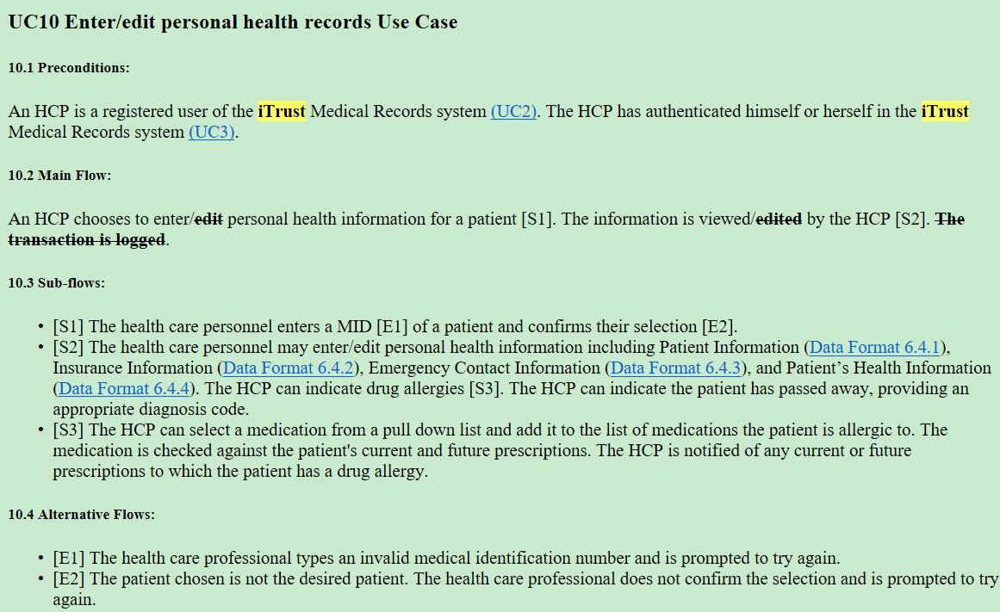 UC10 Enter/edit personal health records Use Case
10.1 Preconditions:
An HCP is a registered user of the iTrust Medical Records system (UC2). The HCP has authenticated himself or herself in the iTrust
Medical Records system (UC3).
10.2 Main Flow:
An HCP chooses to enter/edit personal health information for a patient [S1]. The information is viewed/edited by the HCP [S2]. The
transaction is logged.
10.3 Sub-flows:
• [S1] The health care personnel enters a MID [E1] of a patient and confirms their selection [E2].
• [S2] The health care personnel may enter/edit personal health information including Patient Information (Data Format 6.4.1),
Insurance Information (Data Format 6.4.2), Emergency Contact Information (Data Format 6.4.3), and Patient’s Health Information
(Data Format 6.4.4). The HCP can indicate drug allergies [S3]. The HCP can indicate the patient has passed away, providing an
appropriate diagnosis code.
• [S3] The HCP can select a medication from a pull down list and add it to the list of medications the patient is allergic to. The
medication is checked against the patient's current and future prescriptions. The HCP is notified of any current or future
prescriptions to which the patient has a drug allergy.
10.4 Alternative Flows:
• [E1] The health care professional types an invalid medical identification number and is prompted to try again.
• [E2] The patient chosen is not the desired patient. The health care professional does not confirm the selection and is prompted to try
again.